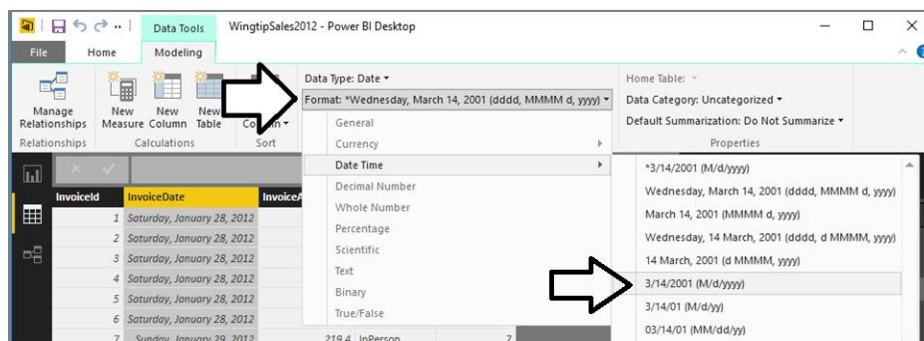 Data Tools WingtipSales2012 - Power BI Desktop
File Home Modeling
Manage Relationships
New Measure
New Column
New Table
Column
Data Type: Date
Format: *Wednesday, March 14, 2001 (dddd, MMMM d, yyyy)
Home Table:
Data Category: Uncategorized
Default Summarization: Do Not Summarize
Relationships Calculations Sort Properties
General
Currency
Date Time
Decimal Number
Whole Number
Percentage
Scientific
Text
Binary
True/False
*3/14/2001 (M/d/yyyy)
Wednesday, March 14, 2001 (dddd, MMMM d, yyyy)
March 14, 2001 (MMMM d, yyyy)
Wednesday, 14 March, 2001 (dddd, d MMMM, yyyy)
14 March, 2001 (d MMMM, yyyy)
3/14/2001 (M/d/yyyy)
3/14/01 (M/d/yy)
03/14/01 (MM/dd/yy)
InvoiceId InvoiceDate
1 Saturday, January 28, 2012
2 Saturday, January 28, 2012
3 Saturday, January 28, 2012
4 Saturday, January 28, 2012
5 Saturday, January 28, 2012
6 Saturday, January 28, 2012
7 Sunday, January 29, 2012 219.4 InPerson 7